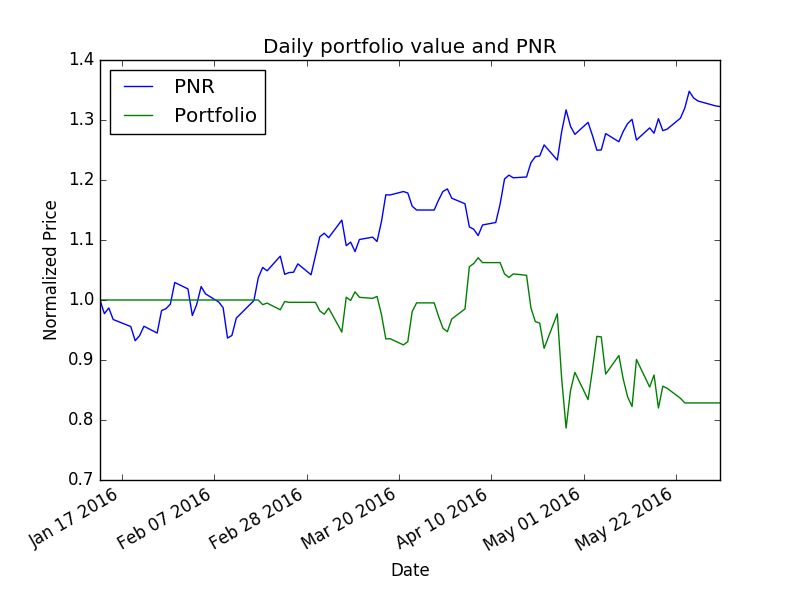 Daily portfolio value and PNR
PNR
Portfolio
Normalized Price
1.4
1.3
1.2
1.1
1.0
0.9
0.8
0.7
Jan 17 2016
Feb 07 2016
Feb 28 2016
Mar 20 2016
Apr 10 2016
May 01 2016
May 22 2016
Date